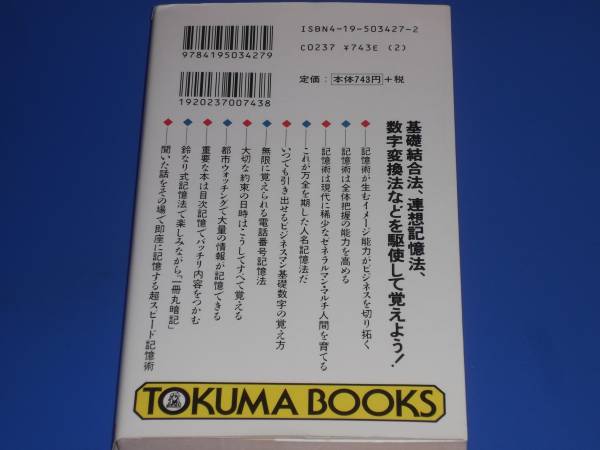 ISBN4-19-503427-2
C0237 ¥743E (2)
9784195034279
1920237007438
定価：本体743円＋税
基礎結合法、連想記憶法、
数字変換法などを駆使して覚えよう！
記憶術が生むイメージ能力がビジネスを切り拓く
記憶術は全体把握の能力を高める
記憶術は現代に稀少なゼネラルマン・マルチ人間を育てる
これが万全を期した人名記憶法だ
いつでも引き出せるビジネスマン基礎数字の覚え方
無限に覚えられる電話番号記憶法
大切な約束の日時はこうしてすべて覚える
都市ウォッチングで大量の情報が記憶できる
重要な本は目次記憶でバッチリ内容をつかむ
鈴なり式記憶法で楽しみながら「一冊丸暗記」
聞いた話をその場で即座に記憶する超スピード記憶術
TOKUMA BOOKS